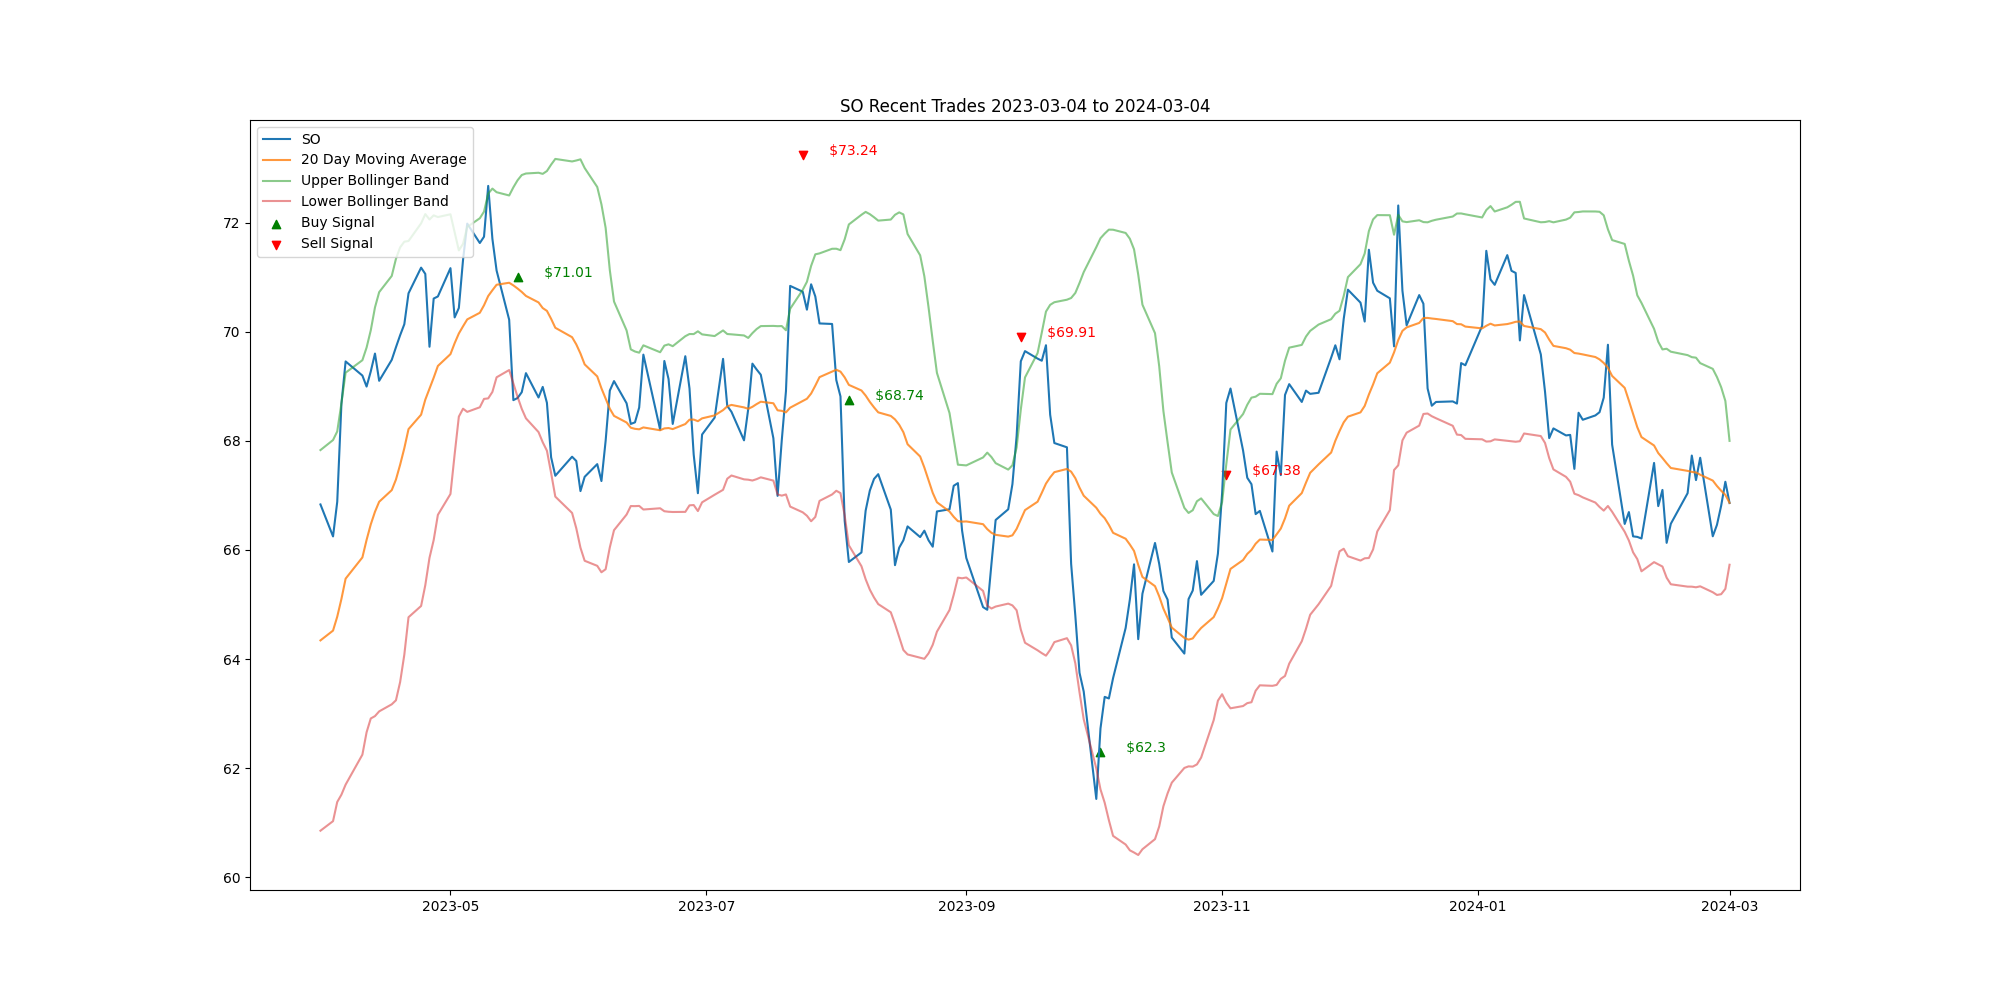 SO Recent Trades 2023-03-04 to 2024-03-04
SO
20 Day Moving Average
Upper Bollinger Band
Lower Bollinger Band
Buy Signal
Sell Signal
$73.24
$71.01
$69.91
$68.74
$67.38
$62.3
72
70
68
66
64
62
60
2023-05
2023-07
2023-09
2023-11
2024-01
2024-03